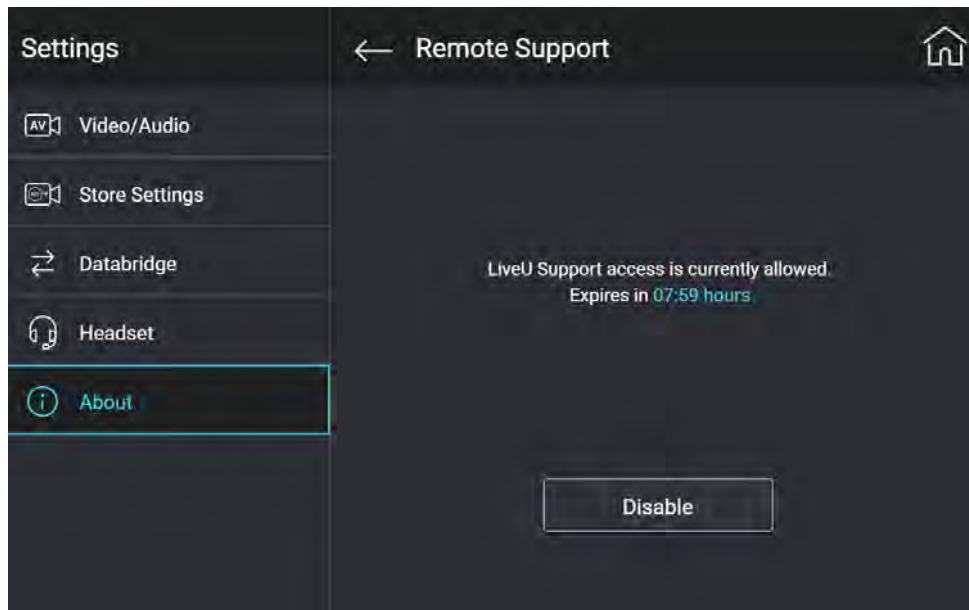 Settings
Remote Support
AV
Video/Audio
Store Settings
Databridge
Headset
About
LiveU Support access is currently allowed.
Expires in 07:59 hours
Disable